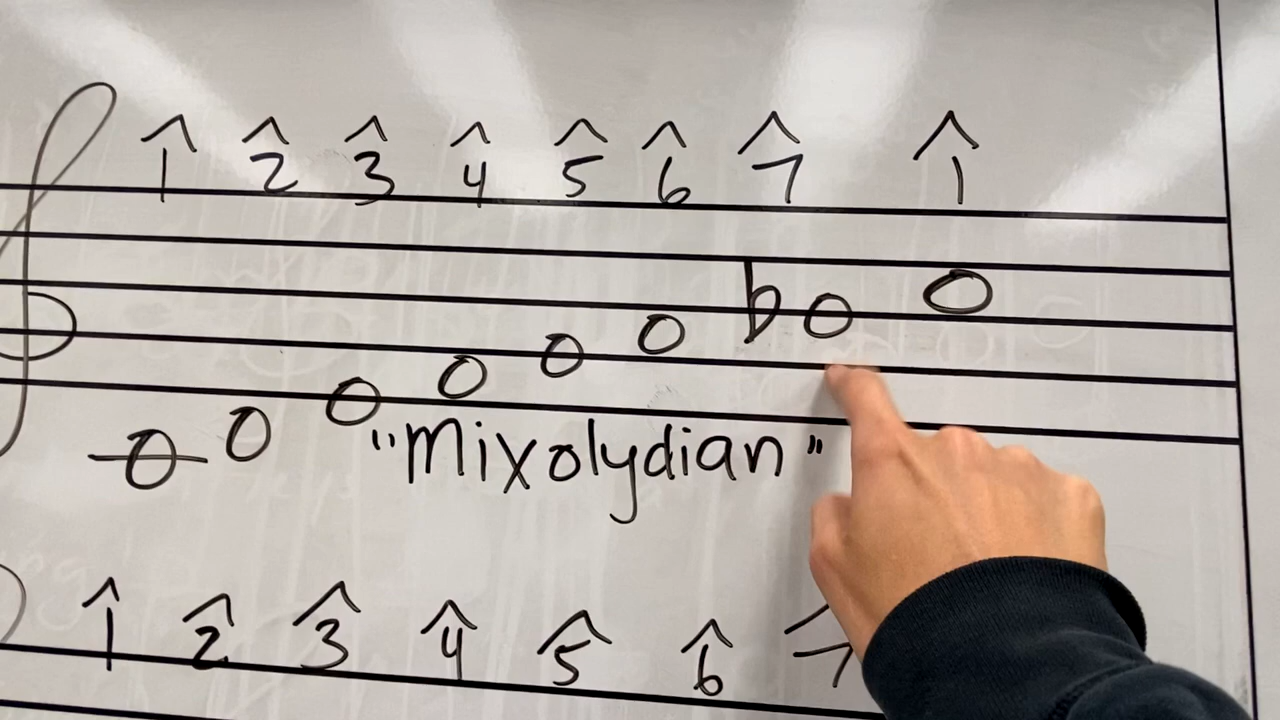 1̂ 2̂ 3̂ 4̂ 5̂ 6̂ 7̂ 1̂
♭
"Mixolydian"
1̂ 2̂ 3̂ 4̂ 5̂ 6̂ 7̂